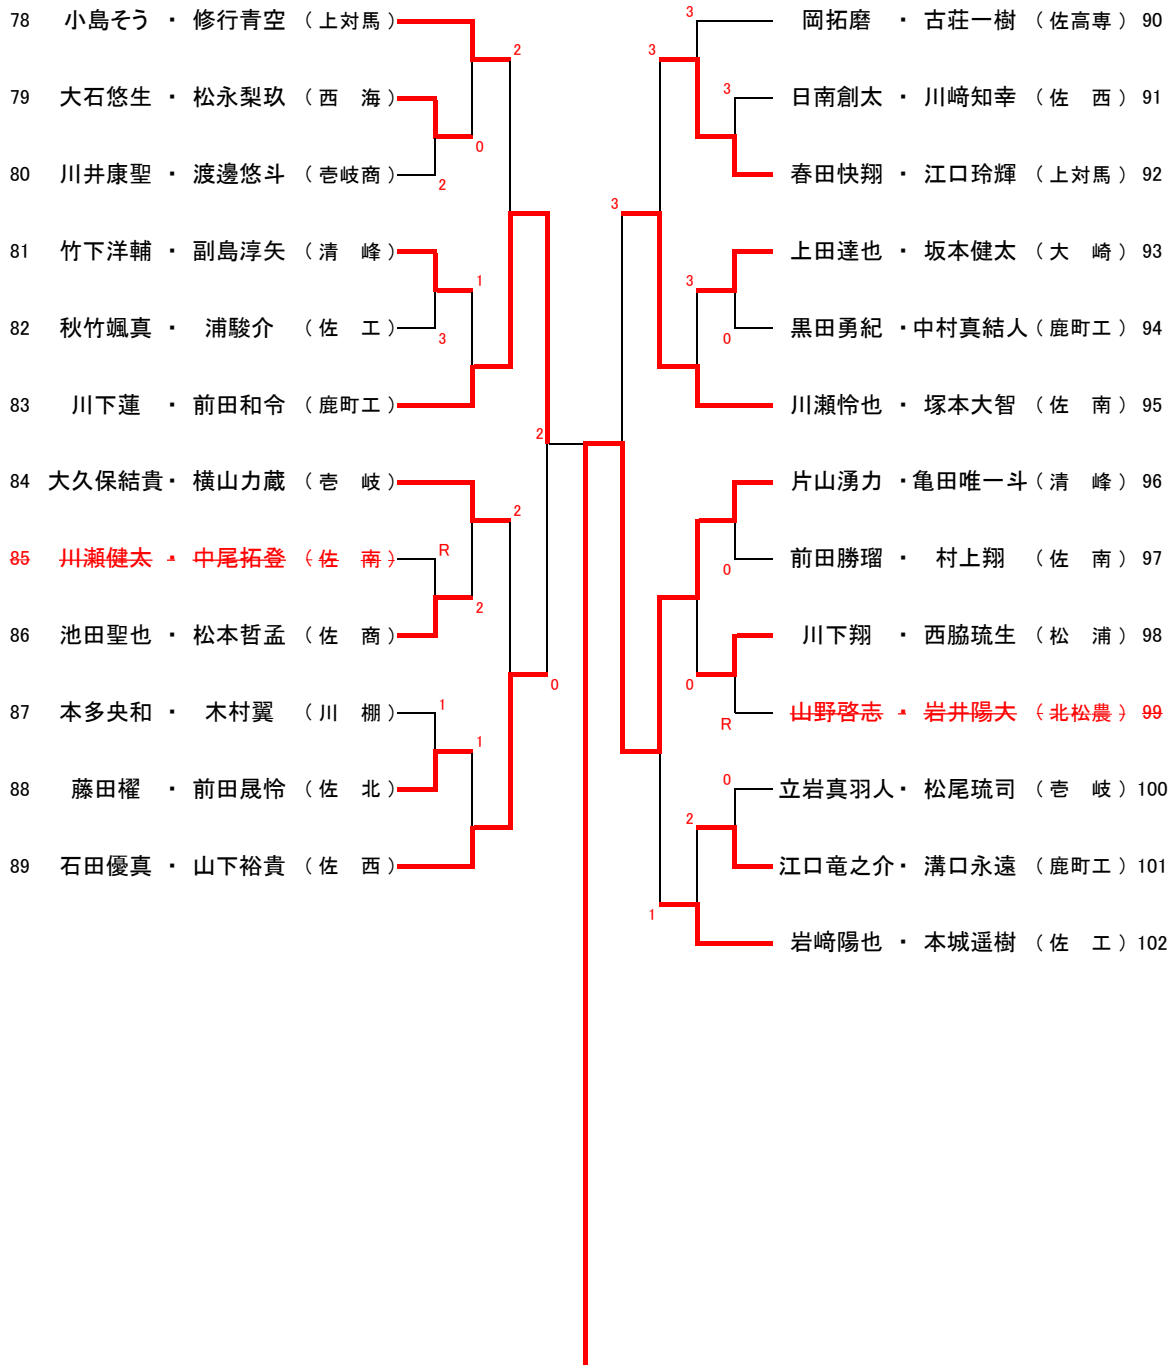 78 小島そう ・ 修行青空 （上対馬）
2
79 大石悠生 ・ 松永梨玖 （西　海）
0
80 川井康聖 ・ 渡邊悠斗 （壱岐商）
2
81 竹下洋輔 ・ 副島淳矢 （清　峰）
1
82 秋竹颯真 ・ 浦駿介 （佐　工）
3
83 川下蓮 ・ 前田和令 （鹿町工）
2
84 大久保結貴・ 横山力蔵 （壱　岐）
2
85 川瀬健太 ・ 中尾拓登 （佐　南）
R
2
86 池田聖也 ・ 松本哲孟 （佐　商）
0
87 本多央和 ・ 木村翼 （川　棚）
1
1
88 藤田櫂 ・ 前田晟怜 （佐　北）
89 石田優真 ・ 山下裕貴 （佐　西）
3
岡拓磨 ・ 古荘一樹 （佐高専） 90
3
3
日南創太 ・ 川﨑知幸 （佐　西） 91
春田快翔 ・ 江口玲輝 （上対馬） 92
3
上田達也 ・ 坂本健太 （大　崎） 93
3
黒田勇紀 ・中村真結人（鹿町工） 94
0
川瀬怜也 ・ 塚本大智 （佐　南） 95
片山湧力 ・亀田唯一斗（清　峰） 96
前田勝瑠 ・ 村上翔 （佐　南） 97
0
川下翔 ・ 西脇琉生 （松　浦） 98
0
山野啓志 ・ 岩井陽大 （北松農） 99
R
0
立岩真羽人・ 松尾琉司 （壱　岐） 100
2
江口竜之介・ 溝口永遠 （鹿町工） 101
1
岩﨑陽也 ・ 本城遥樹 （佐　工） 102